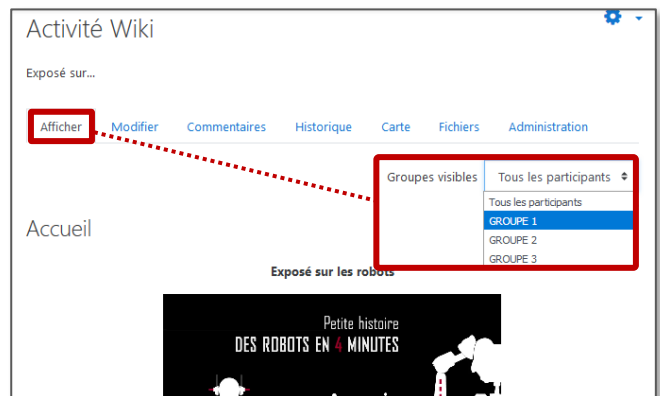 Activité Wiki
Exposé sur...
Afficher Modifier Commentaires Historique Carte Fichiers Administration
Groupes visibles Tous les participants
Tous les participants
GROUPE 1
GROUPE 2
GROUPE 3
Accueil
Exposé sur les robots
Petite histoire
DES ROBOTS EN 4 MINUTES